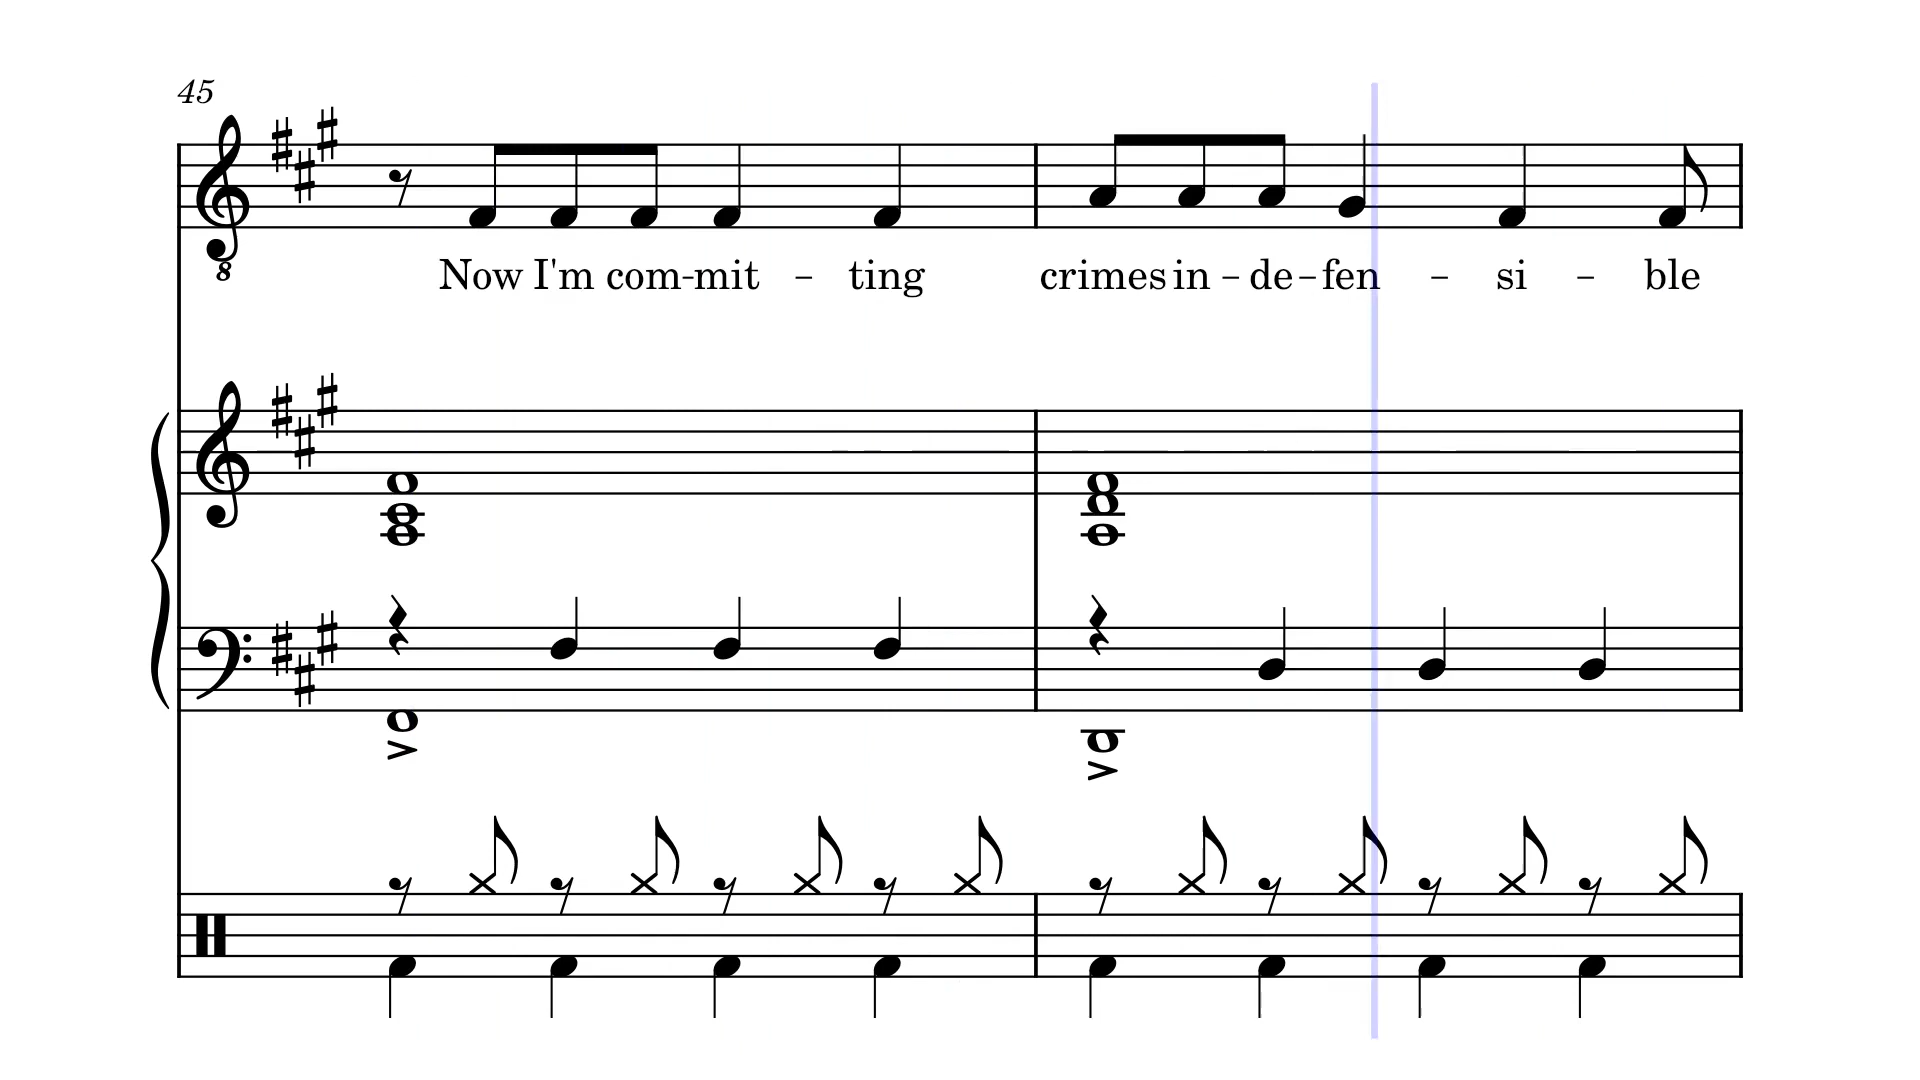 45
8
Now I'm com-mit - ting crimes in - de - fen - si - ble